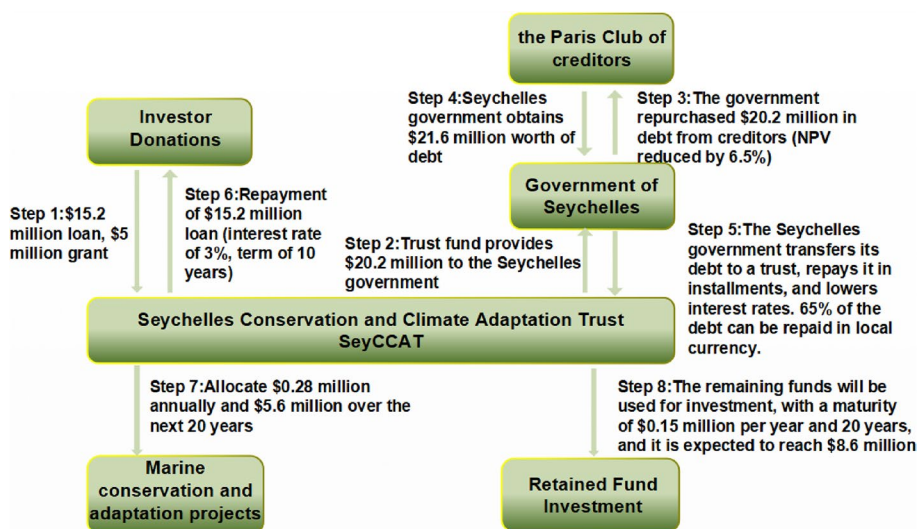 the Paris Club of
creditors
Step 4:Seychelles
government obtains
$21.6 million worth of
debt
Step 3:The government
repurchased $20.2 million in
debt from creditors (NPV
reduced by 6.5%)
Investor
Donations
Government of
Seychelles
Step 1:$15.2
million loan, $5
million grant
Step 6:Repayment
of $15.2 million
loan (interest rate
of 3%, term of 10
years)
Step 2:Trust fund provides
$20.2 million to the Seychelles
government
Step 5:The Seychelles
government transfers its
debt to a trust, repays it in
installments, and lowers
interest rates. 65% of the
debt can be repaid in local
currency.
Seychelles Conservation and Climate Adaptation Trust
SeyCCAT
Step 7:Allocate $0.28 million
annually and $5.6 million over the
next 20 years
Step 8:The remaining funds will be
used for investment, with a maturity
of $0.15 million per year and 20 years,
and it is expected to reach $8.6 million
Marine
conservation and
adaptation projects
Retained Fund
Investment